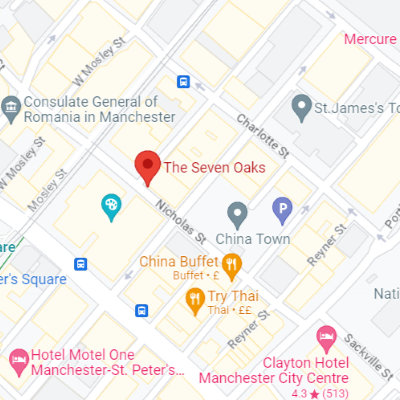 Mercure
W Mosley St
Consulate General of
Romania in Manchester
St.James's To
Charlotte St
W Mosley St
Mosley St
The Seven Oaks
Nicholas St
P
China Town
Reyner St
Port
are
er's Square
China Buffet
Buffet • £
Try Thai
Thai • ££
Reyner St
Nati
Sackville St
Hotel Motel One
Manchester-St. Peter's...
Clayton Hotel
Manchester City Centre
4.3★ (513)